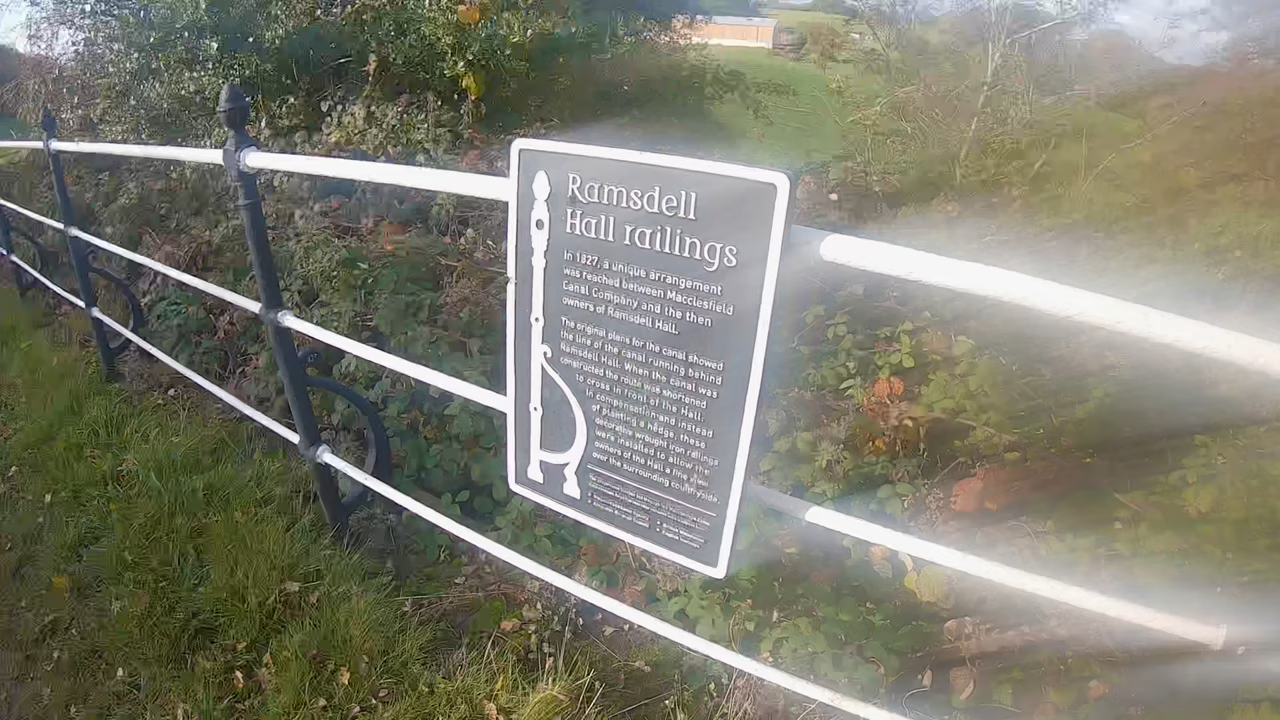 Ramsdell
Hall railings
In 1827, a unique arrangement
was reached between Macclesfield
Canal Company and the then
owners of Ramsdell Hall.
The original plans for the canal showed
the line of the canal running behind
Ramsdell Hall. When the canal was
constructed the route was shortened
to cross in front of the Hall.
In compensation and instead
of planting a hedge, these
decorative wrought iron railings
were installed to allow the
owners of the Hall a fine view
over the surrounding countryside.